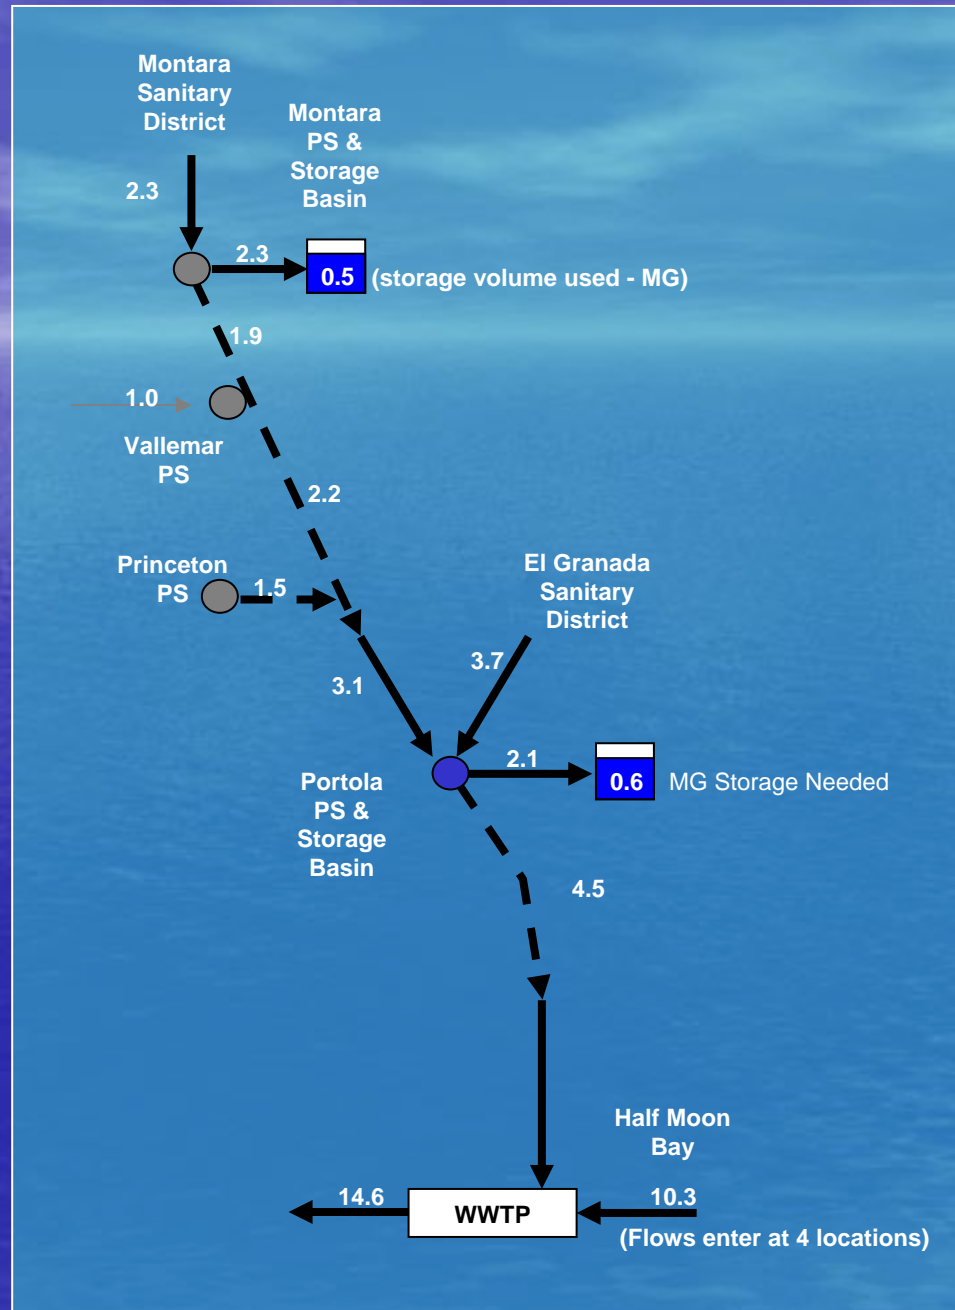 Montara
Sanitary
District
Montara
PS &
Storage
Basin
2.3
2.3
0.5
(storage volume used - MG)
1.9
1.0
Vallemar
PS
2.2
Princeton
PS
1.5
El Granada
Sanitary
District
3.7
3.1
2.1
0.6
MG Storage Needed
Portola
PS &
Storage
Basin
4.5
Half Moon
Bay
14.6
WWTP
10.3
(Flows enter at 4 locations)